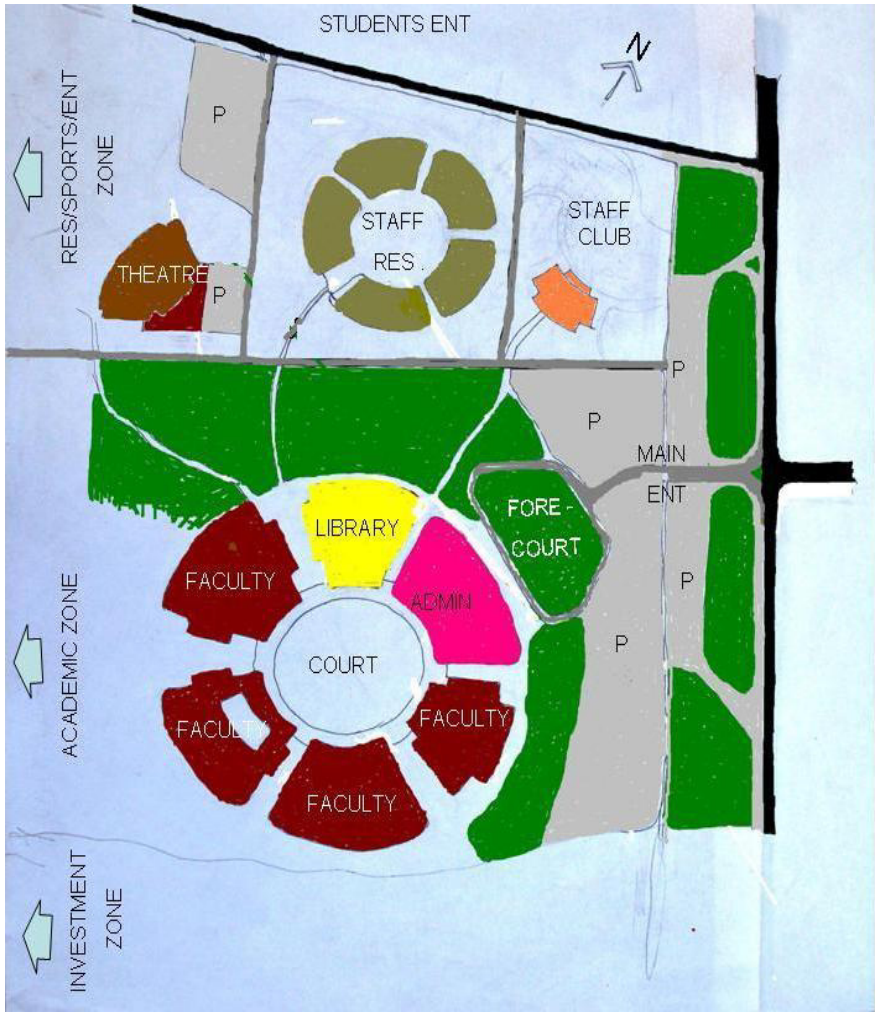 STUDENTS ENT
N
RES/SPORTS/ENT
ZONE
P
STAFF
RES.
STAFF
CLUB
THEATRE
P
P
P
MAIN
ENT
FORE-
COURT
LIBRARY
FACULTY
ADMIN
P
P
ACADEMIC ZONE
COURT
FACULTY
FACULTY
FACULTY
INVESTMENT
ZONE